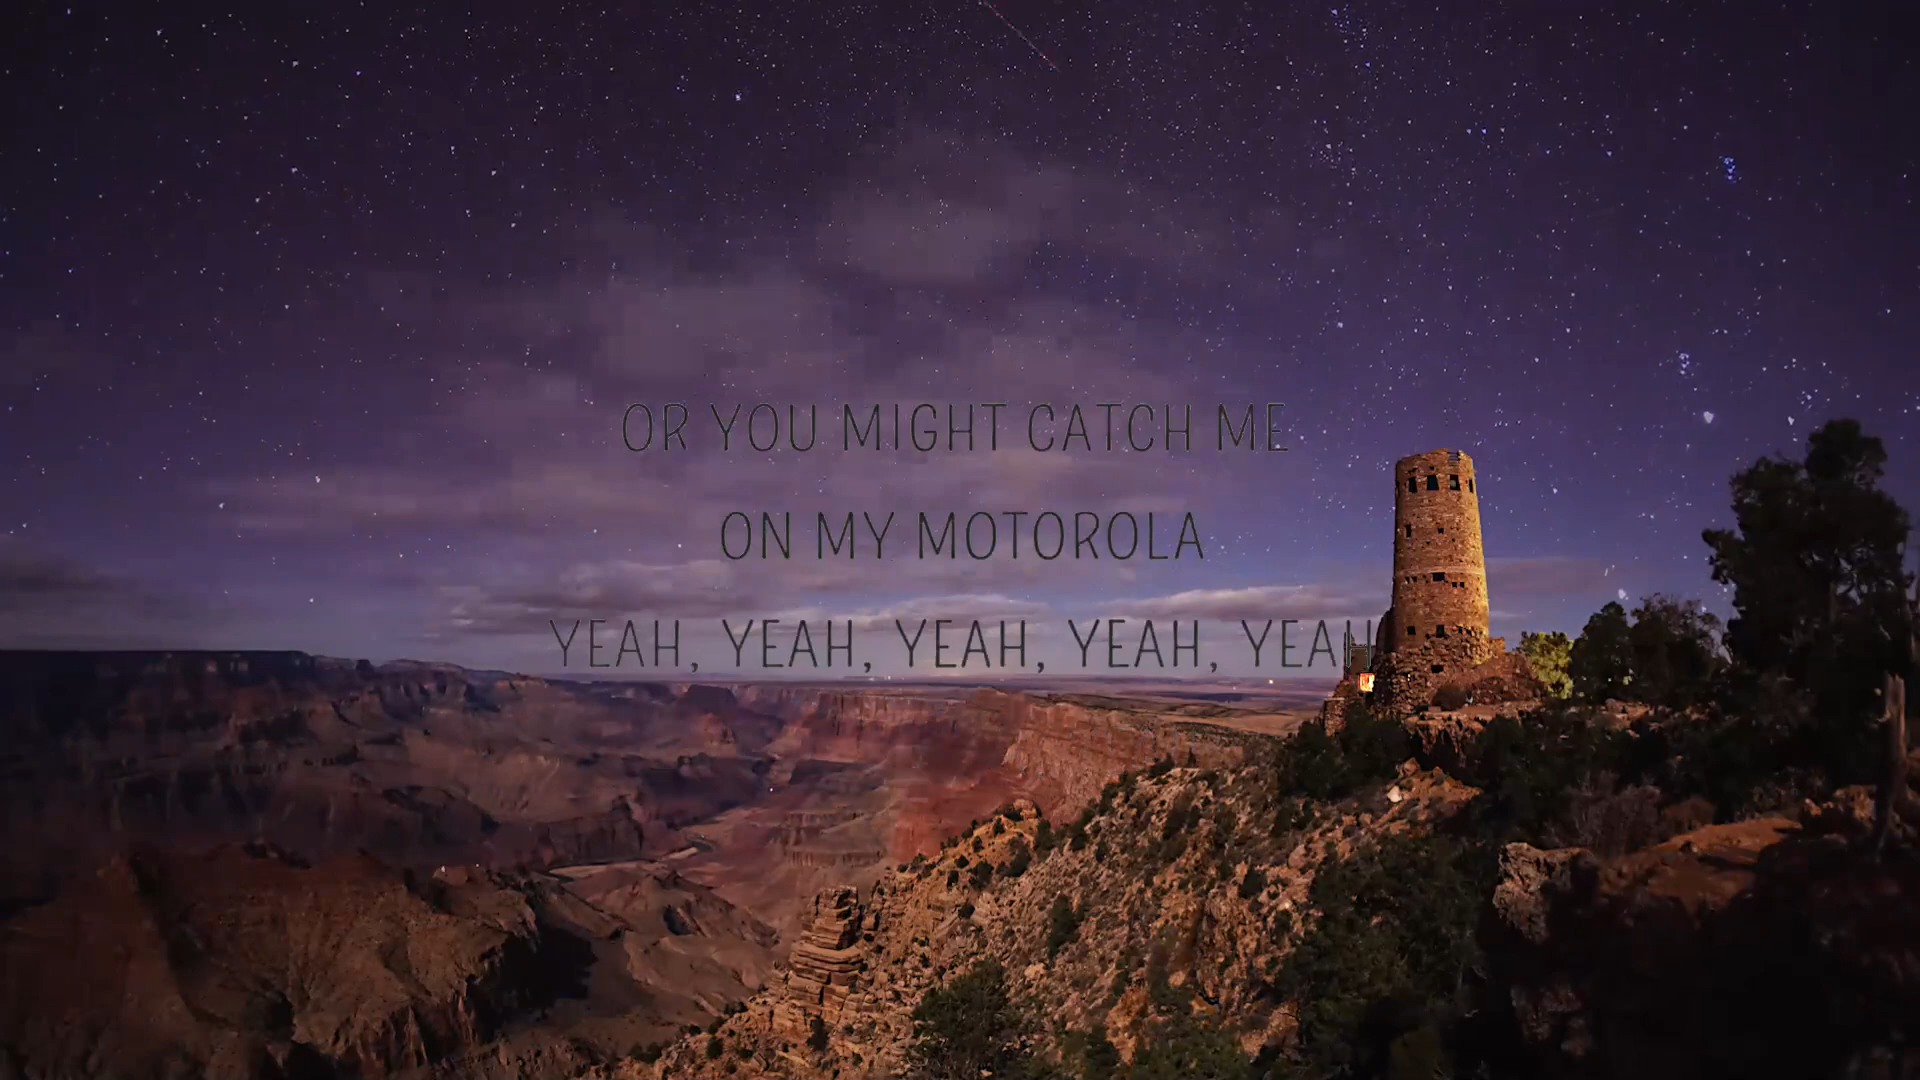 OR YOU MIGHT CATCH ME
ON MY MOTOROLA
YEAH, YEAH, YEAH, YEAH, YEAH